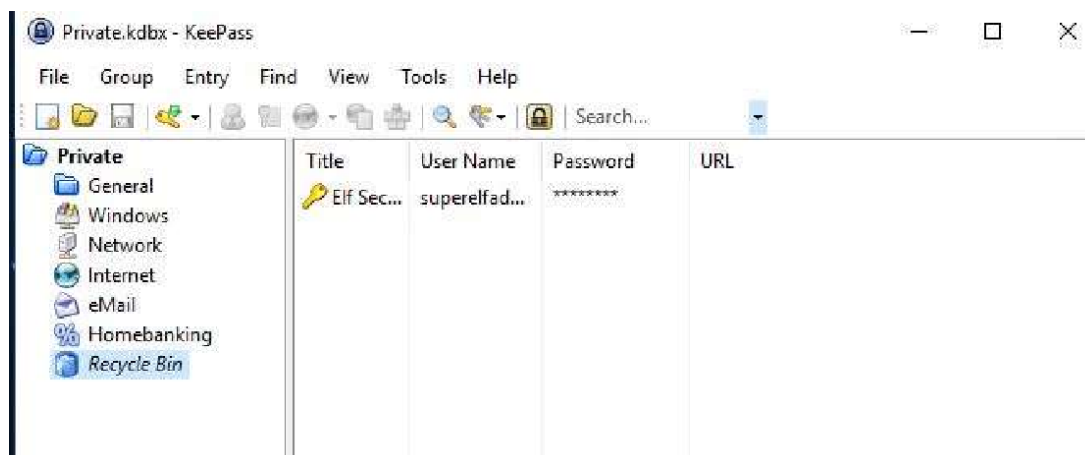 Private.kdbx - KeePass
File Group Entry Find View Tools Help
Search...
Private
General
Windows
Network
Internet
eMail
Homebanking
Recycle Bin
Title User Name Password URL
Elf Sec... superelfad... ********